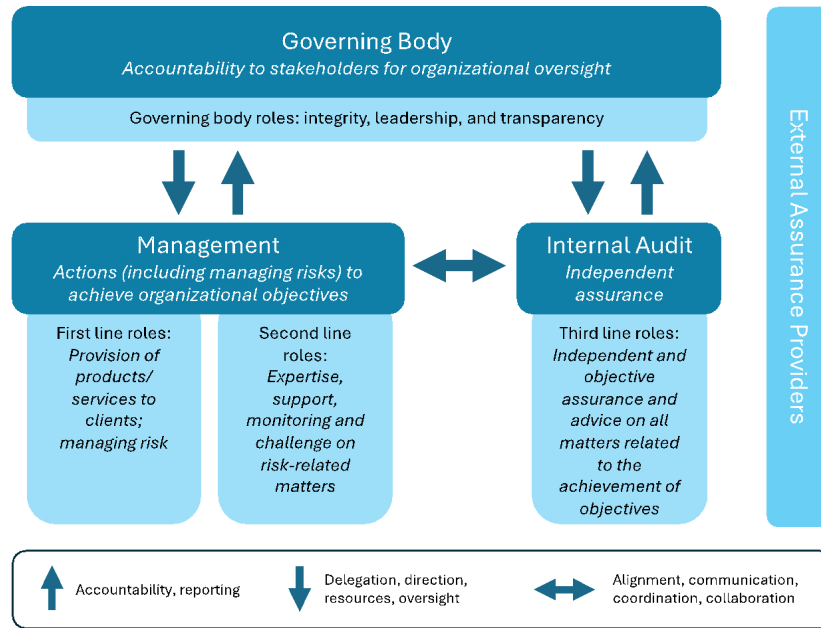 Governing Body
Accountability to stakeholders for organizational oversight
Governing body roles: integrity, leadership, and transparency
Management
Actions (including managing risks) to
achieve organizational objectives
Internal Audit
Independent
assurance
First line roles:
Provision of
products/
services to
clients;
managing risk
Second line
roles:
Expertise,
support,
monitoring and
challenge on
risk-related
matters
Third line roles:
Independent and
objective
assurance and
advice on all
matters related
to the
achievement of
objectives
External Assurance Providers
Accountability, reporting
Delegation, direction,
resources, oversight
Alignment, communication,
coordination, collaboration